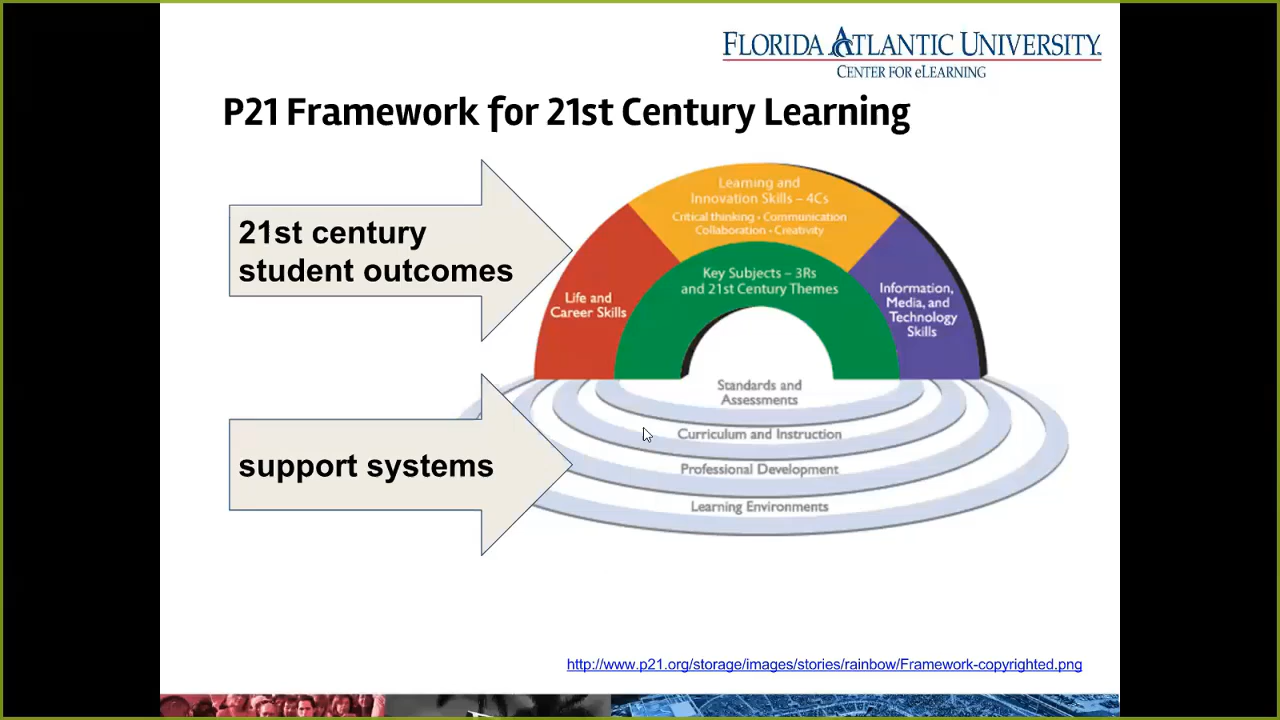 FLORIDA ATLANTIC UNIVERSITY.
CENTER FOR eLEARNING
P21 Framework for 21st Century Learning
21st century
student outcomes
Learning and
Innovation Skills – 4Cs
Critical thinking • Communication
Collaboration • Creativity
Key Subjects – 3Rs
and 21st Century Themes
Life and
Career Skills
Information,
Media, and
Technology
Skills
support systems
Standards and
Assessments
Curriculum and Instruction
Professional Development
Learning Environments
http://www.p21.org/storage/images/stories/rainbow/Framework-copyrighted.png